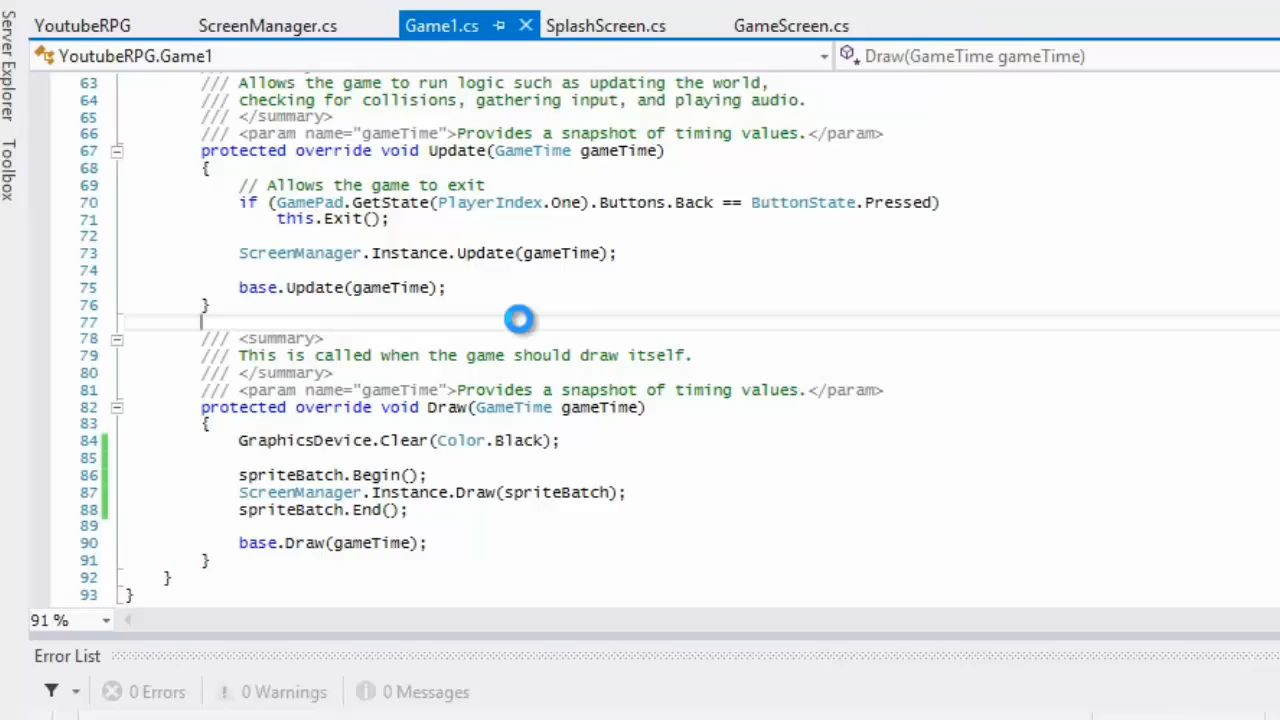 YoutubeRPG ScreenManager.cs Game1.cs SplashScreen.cs GameScreen.cs
Server Explorer
Toolbox
YoutubeRPG.Game1 Draw(GameTime gameTime)
63 /// Allows the game to run logic such as updating the world,
64 /// checking for collisions, gathering input, and playing audio.
65 /// </summary>
66 /// <param name="gameTime">Provides a snapshot of timing values.</param>
67 protected override void Update(GameTime gameTime)
68 {
69 // Allows the game to exit
70 if (GamePad.GetState(PlayerIndex.One).Buttons.Back == ButtonState.Pressed)
71 this.Exit();
72
73 ScreenManager.Instance.Update(gameTime);
74
75 base.Update(gameTime);
76 }
77
78 /// <summary>
79 /// This is called when the game should draw itself.
80 /// </summary>
81 /// <param name="gameTime">Provides a snapshot of timing values.</param>
82 protected override void Draw(GameTime gameTime)
83 {
84 GraphicsDevice.Clear(Color.Black);
85
86 spriteBatch.Begin();
87 ScreenManager.Instance.Draw(spriteBatch);
88 spriteBatch.End();
89
90 base.Draw(gameTime);
91 }
92 }
93 }
91 %
Error List
0 Errors 0 Warnings 0 Messages